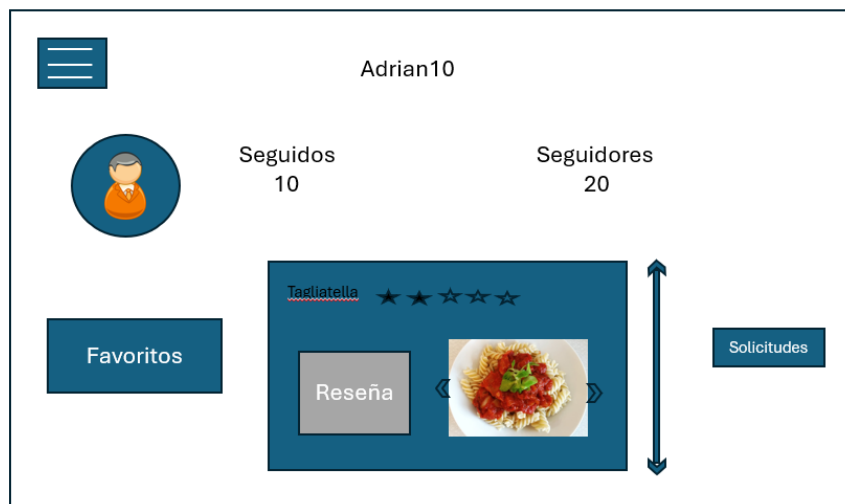 Adrian10
Seguidos
10
Seguidores
20
Tagliatella
Favoritos
Reseña
Solicitudes